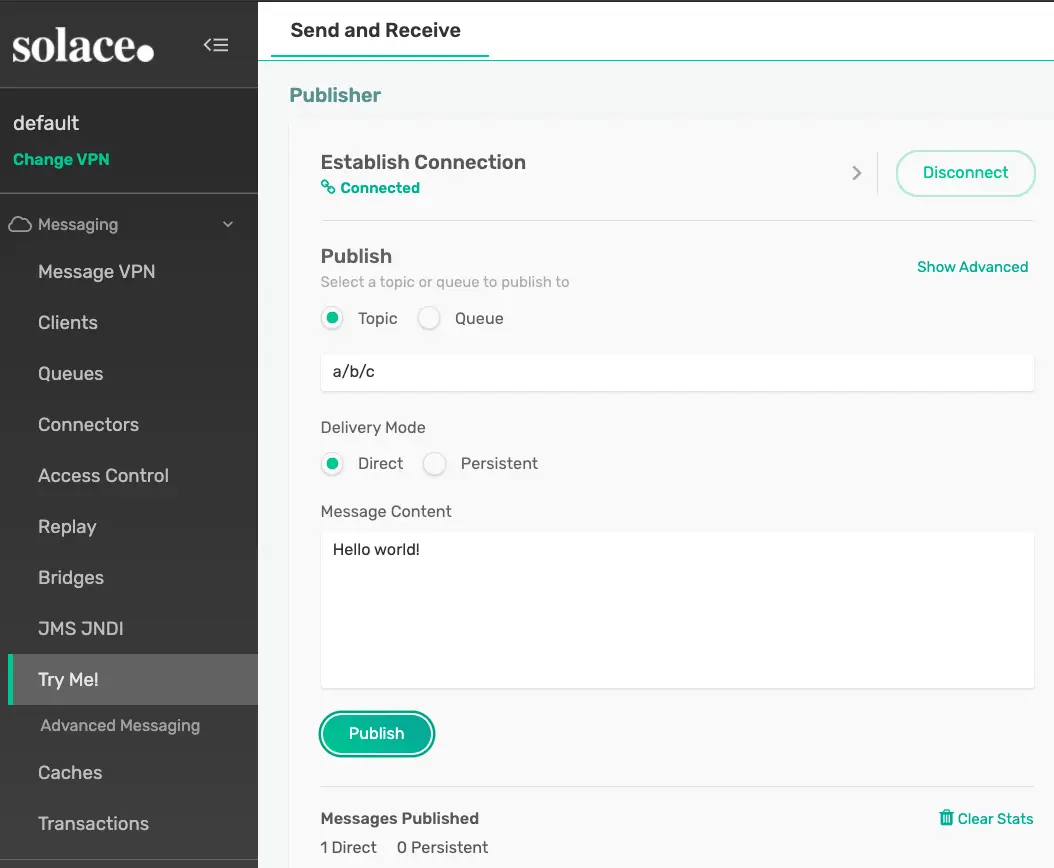 solace.
default
Change VPN
Messaging
Message VPN
Clients
Queues
Connectors
Access Control
Replay
Bridges
JMS JNDI
Try Me!
Advanced Messaging
Caches
Transactions
Send and Receive
Publisher
Establish Connection
Connected
Disconnect
Publish
Select a topic or queue to publish to
Show Advanced
Topic Queue
a/b/c
Delivery Mode
Direct Persistent
Message Content
Hello world!
Publish
Messages Published
Clear Stats
1 Direct 0 Persistent